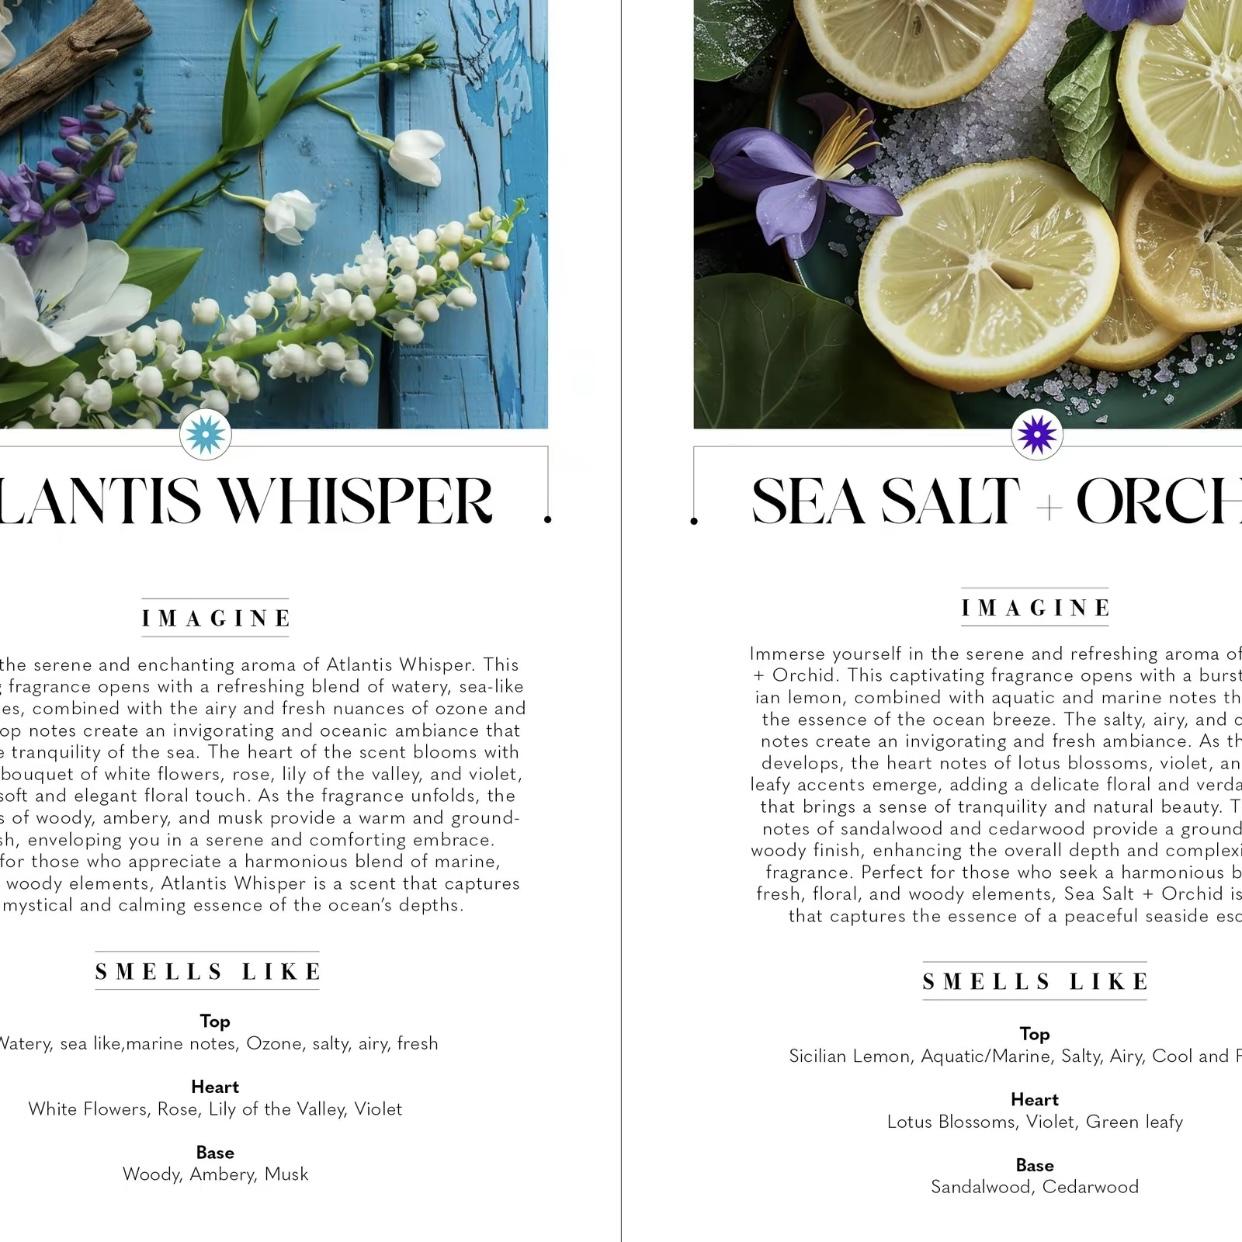 LANTIS WHISPER
IMAGINE
the serene and enchanting aroma of Atlantis Whisper. This
fragrance opens with a refreshing blend of watery, sea-like
es, combined with the airy and fresh nuances of ozone and
op notes create an invigorating and oceanic ambiance that
tranquility of the sea. The heart of the scent blooms with
bouquet of white flowers, rose, lily of the valley, and violet,
soft and elegant floral touch. As the fragrance unfolds, the
s of woody, ambery, and musk provide a warm and ground-
sh, enveloping you in a serene and comforting embrace.
for those who appreciate a harmonious blend of marine,
woody elements, Atlantis Whisper is a scent that captures
mystical and calming essence of the ocean's depths.
SMELLS LIKE
Top
Watery, sea like,marine notes, Ozone, salty, airy, fresh
Heart
White Flowers, Rose, Lily of the Valley, Violet
Base
Woody, Ambery, Musk
SEA SALT + ORCH
IMAGINE
Immerse yourself in the serene and refreshing aroma of
+ Orchid. This captivating fragrance opens with a burst
ian lemon, combined with aquatic and marine notes th
the essence of the ocean breeze. The salty, airy, and c
notes create an invigorating and fresh ambiance. As th
develops, the heart notes of lotus blossoms, violet, an
leafy accents emerge, adding a delicate floral and verda
that brings a sense of tranquility and natural beauty. T
notes of sandalwood and cedarwood provide a ground
woody finish, enhancing the overall depth and complexi
fragrance. Perfect for those who seek a harmonious b
fresh, floral, and woody elements, Sea Salt + Orchid is
that captures the essence of a peaceful seaside esc
SMELLS LIKE
Top
Sicilian Lemon, Aquatic/Marine, Salty, Airy, Cool and F
Heart
Lotus Blossoms, Violet, Green leafy
Base
Sandalwood, Cedarwood